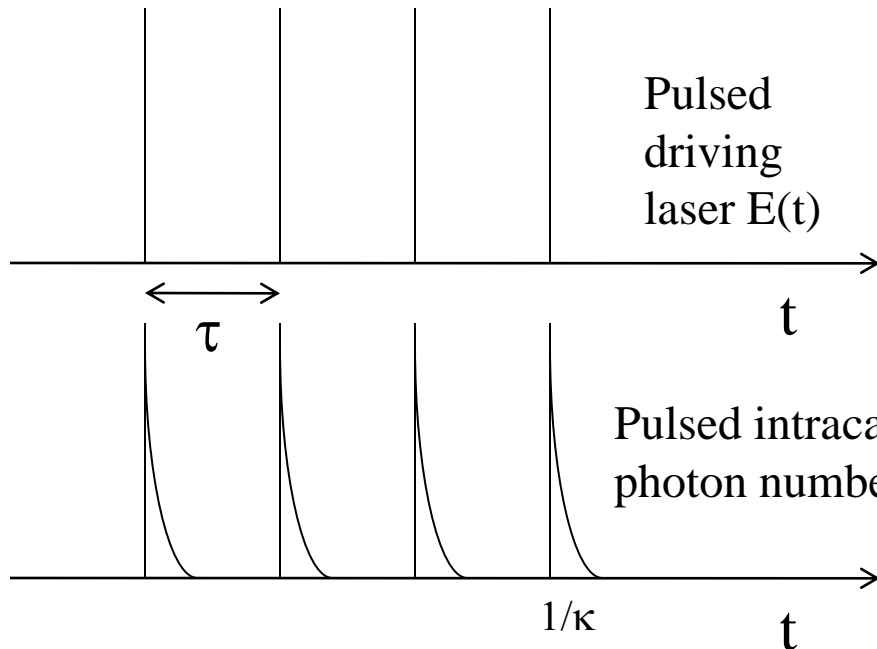 Pulsed
driving
laser E(t)
t
τ
Pulsed intraca
photon numbe
1/κ
t